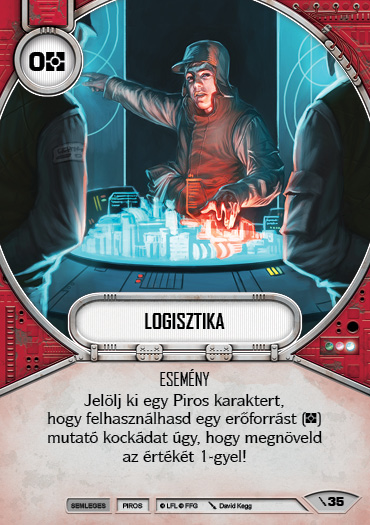 0
LOGISZTIKA
ESEMÉNY
Jelölj ki egy Piros karaktert,
hogy felhasználhasd egy erőforrást ( )
mutató kockádat úgy, hogy megnöveld
az értékét 1-gyel!
SEMLEGES PIROS © LFL © FFG David Kegg 35